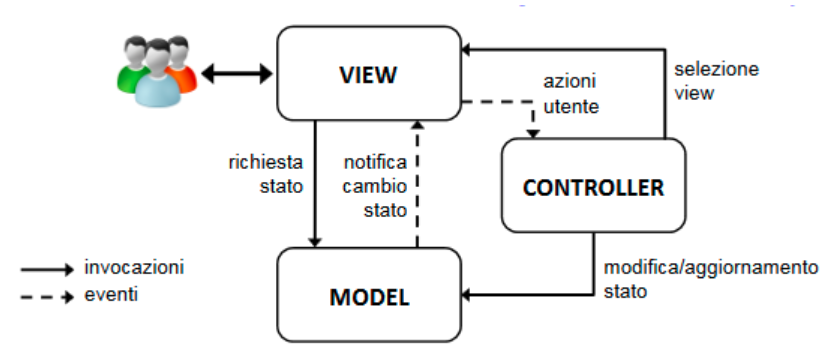 VIEW
azioni
utente
selezione
view
richiesta
stato
notifica
cambio
stato
CONTROLLER
invocazioni
eventi
MODEL
modifica/aggiornamento
stato